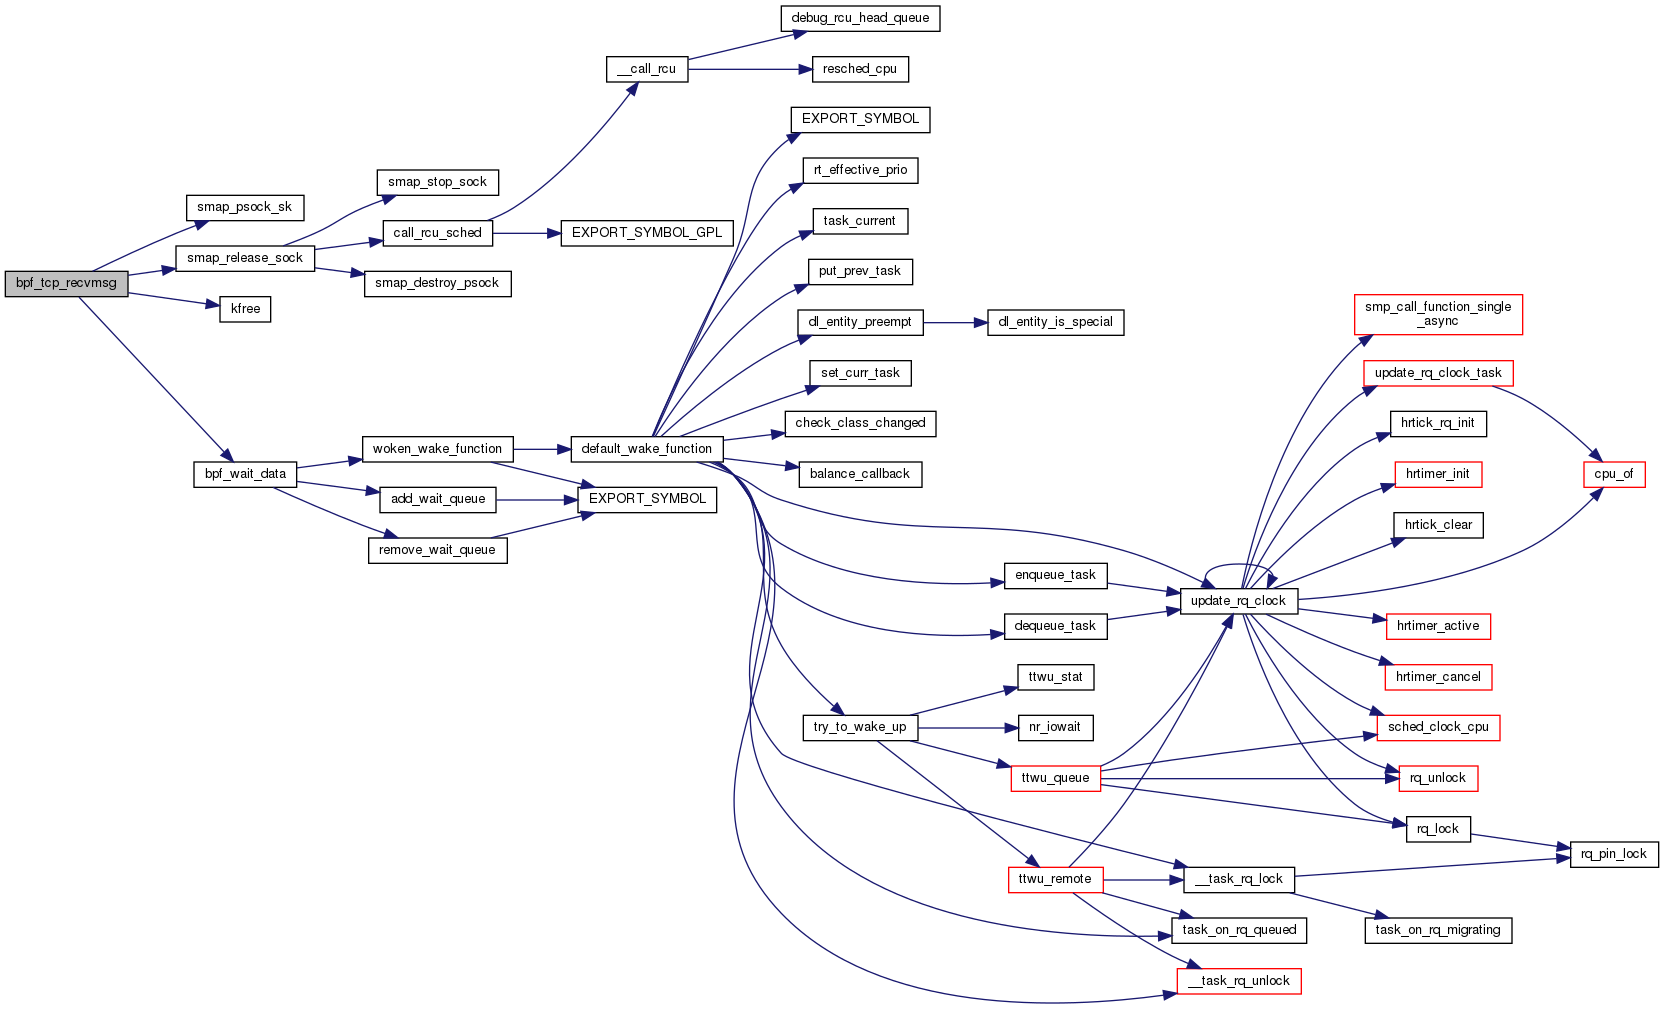 debug_rcu_head_queue
__call_rcu
resched_cpu
EXPORT_SYMBOL
rt_effective_prio
smap_stop_sock
smap_psock_sk
task_current
call_rcu_sched
EXPORT_SYMBOL_GPL
smap_release_sock
put_prev_task
bpf_tcp_recvmsg
smap_destroy_psock
kfree
dl_entity_preempt
dl_entity_is_special
smp_call_function_single
_async
set_curr_task
update_rq_clock_task
check_class_changed
hrtick_rq_init
woken_wake_function
default_wake_function
bpf_wait_data
balance_callback
hrtimer_init
cpu_of
add_wait_queue
EXPORT_SYMBOL
hrtick_clear
remove_wait_queue
enqueue_task
update_rq_clock
dequeue_task
hrtimer_active
ttwu_stat
hrtimer_cancel
try_to_wake_up
nr_iowait
sched_clock_cpu
ttwu_queue
rq_unlock
rq_lock
rq_pin_lock
ttwu_remote
__task_rq_lock
task_on_rq_queued
task_on_rq_migrating
__task_rq_unlock